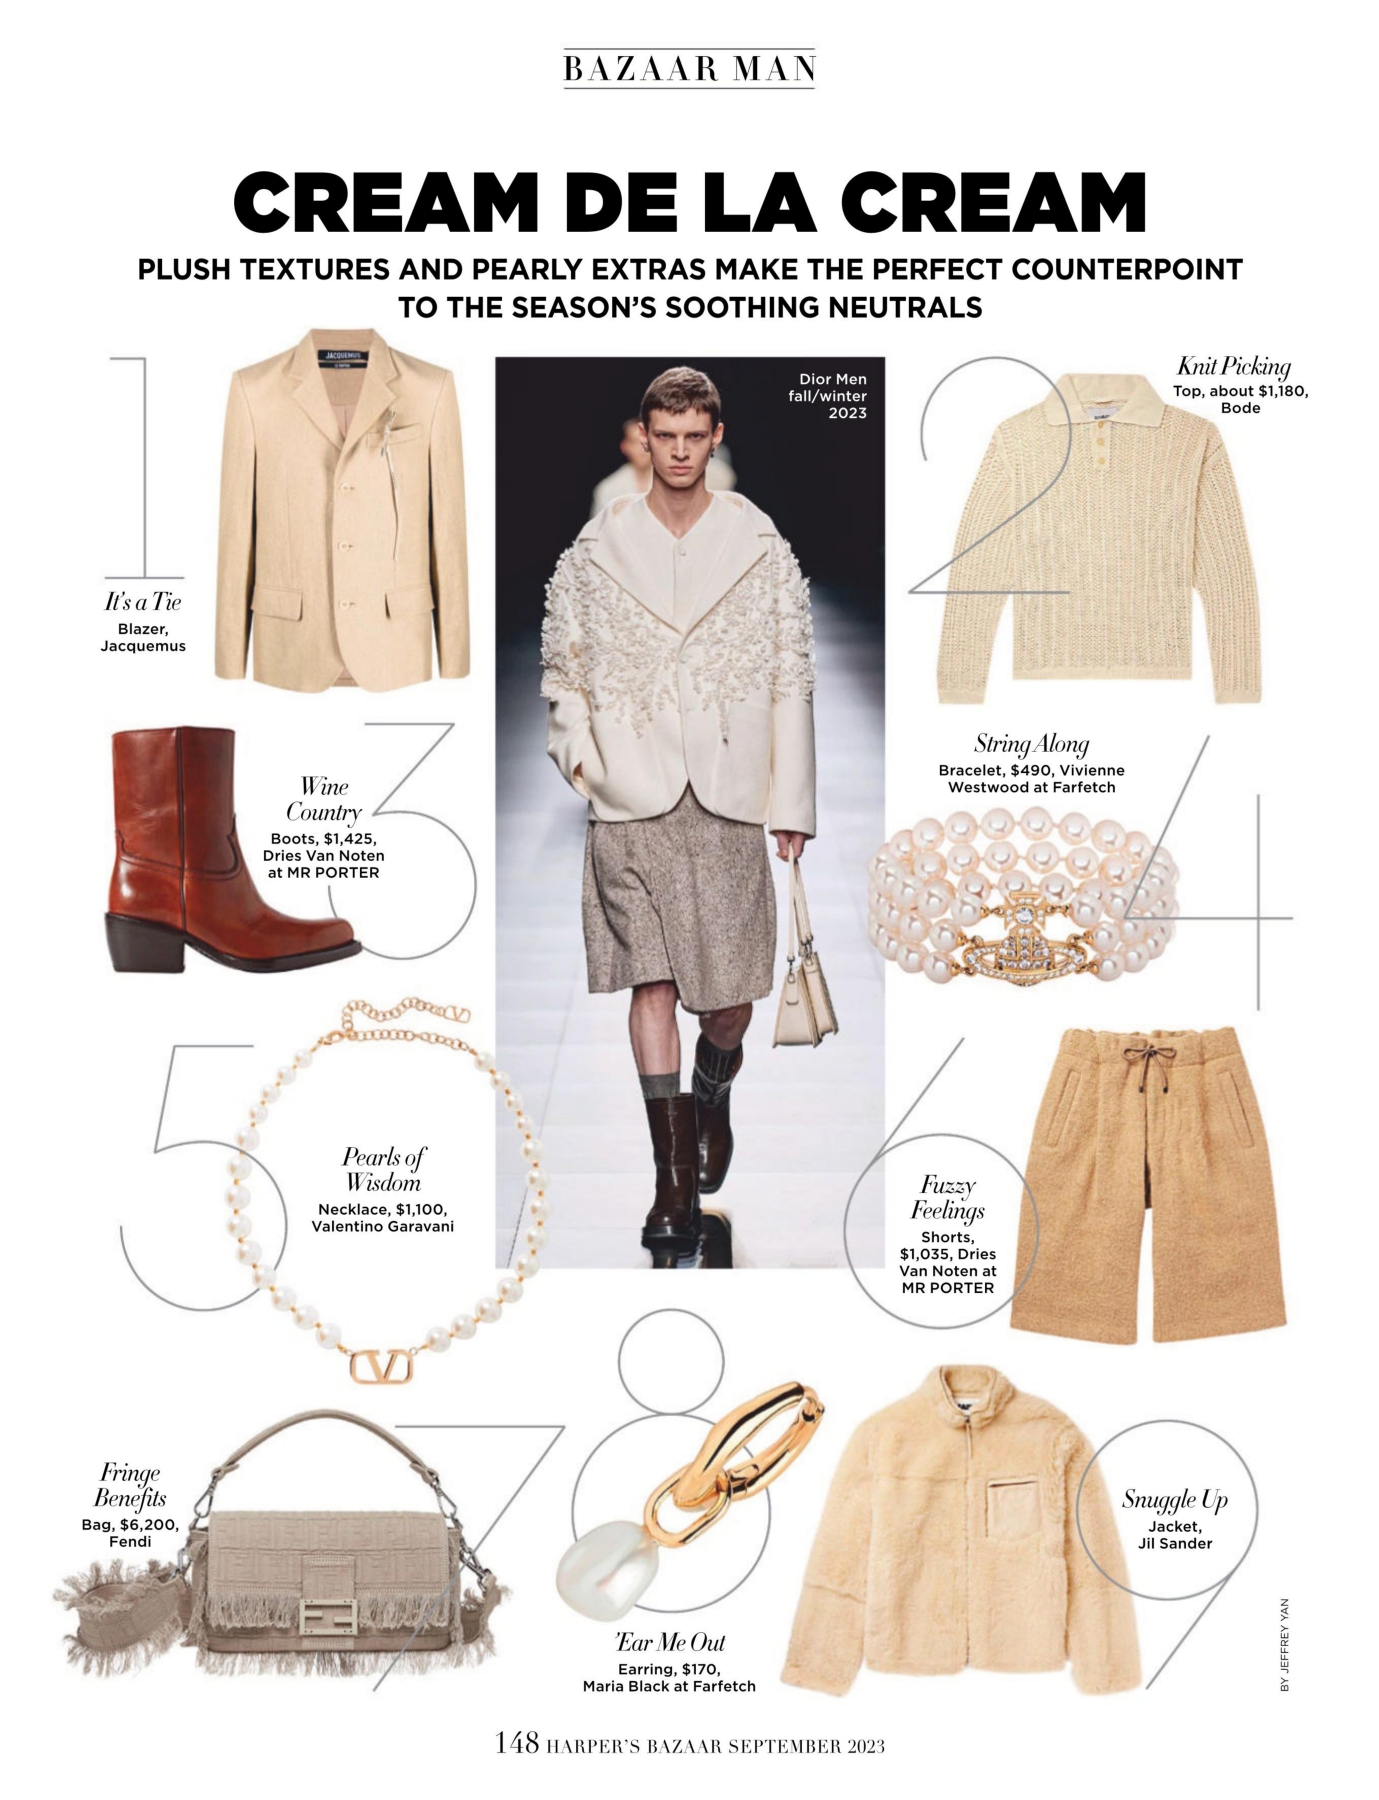 BAZAAR MAN
CREAM DE LA CREAM
PLUSH TEXTURES AND PEARLY EXTRAS MAKE THE PERFECT COUNTERPOINT
TO THE SEASON'S SOOTHING NEUTRALS
1
JACQUEMUS
It's a Tie
Blazer,
Jacquemus
Dior Men
fall/winter
2023
2
Knit Picking
Top, about $1,180,
Bode
3
Wine
Country
Boots, $1,425,
Dries Van Noten
at MR PORTER
4
String Along
Bracelet, $490, Vivienne
Westwood at Farfetch
5
Pearls of
Wisdom
Necklace, $1,100,
Valentino Garavani
6
Fuzzy
Feelings
Shorts,
$1,035, Dries
Van Noten at
MR PORTER
7
Fringe
Benefits
Bag, $6,200,
Fendi
8
'Ear Me Out
Earring, $170,
Maria Black at Farfetch
9
Snuggle Up
Jacket,
Jil Sander
BY JEFFREY YAN
148 HARPER'S BAZAAR SEPTEMBER 2023